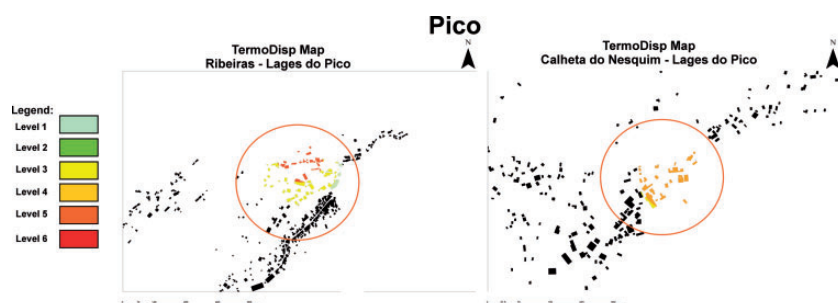 Pico
TermoDisp Map
Ribeiras - Lages do Pico
N
TermoDisp Map
Calheta do Nesquim - Lages do Pico
N
Legend:
Level 1
Level 2
Level 3
Level 4
Level 5
Level 6